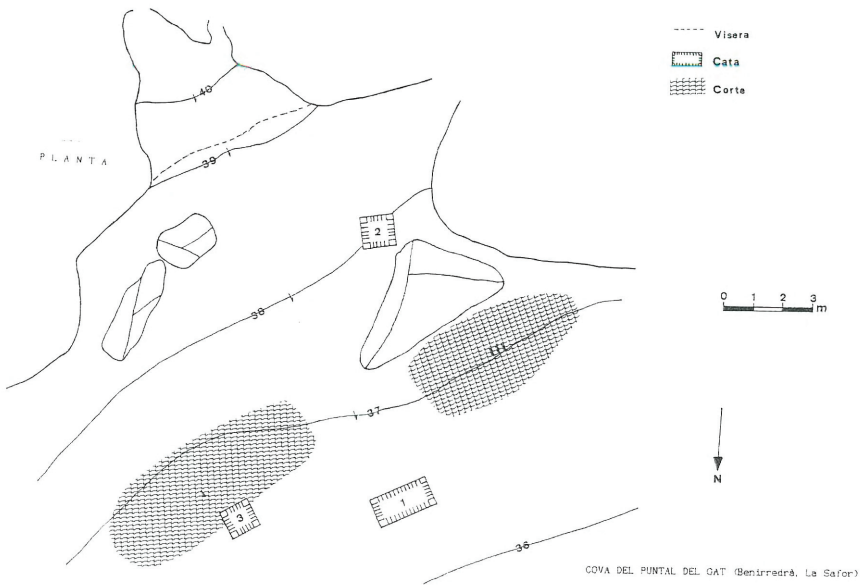 Visera
Cata
Corte
40
PLANTA
39
2
38
0 1 2 3
m
III
37
1
3
N
36
COVA DEL PUNTAL DEL GAT (Benirredrà, La Safor)